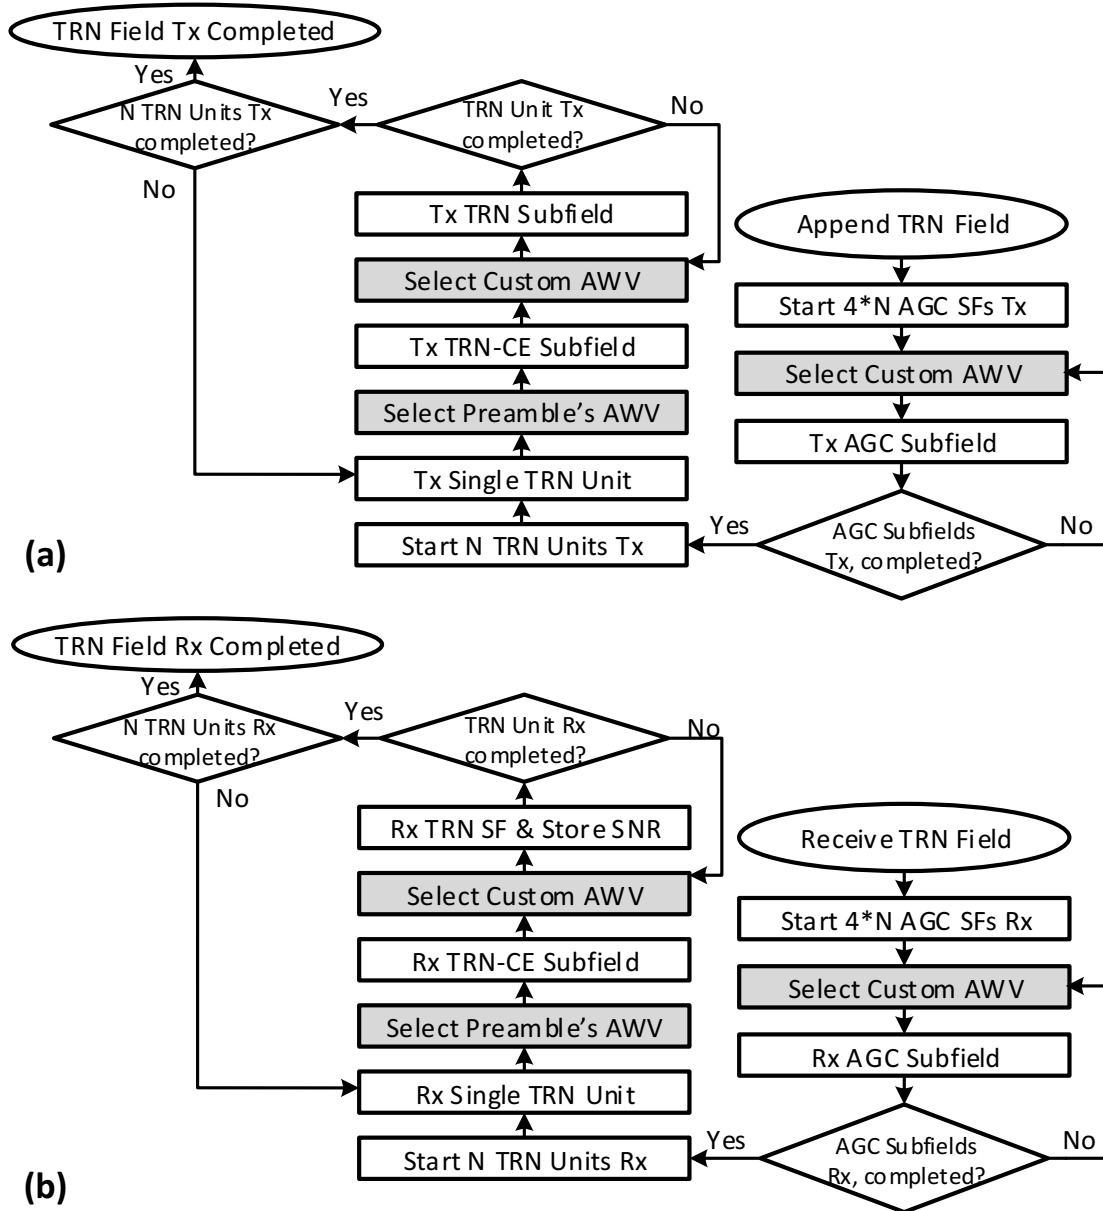 TRN Field Tx Completed
Yes
N TRN Units Tx
completed?
No
Yes
TRN Unit Tx
completed?
No
Tx TRN Subfield
Select Custom AWV
Tx TRN-CE Subfield
Select Preamble’s AWV
Tx Single TRN Unit
Start N TRN Units Tx
Append TRN Field
Start 4*N AGC SFs Tx
Select Custom AWV
Tx AGC Subfield
AGC Subfields
Tx, completed?
Yes
No
(a)
TRN Field Rx Completed
Yes
N TRN Units Rx
completed?
No
Yes
TRN Unit Rx
completed?
No
Rx TRN SF & Store SNR
Select Custom AWV
Rx TRN-CE Subfield
Select Preamble’s AWV
Rx Single TRN Unit
Start N TRN Units Rx
Receive TRN Field
Start 4*N AGC SFs Rx
Select Custom AWV
Rx AGC Subfield
AGC Subfields
Rx, completed?
Yes
No
(b)